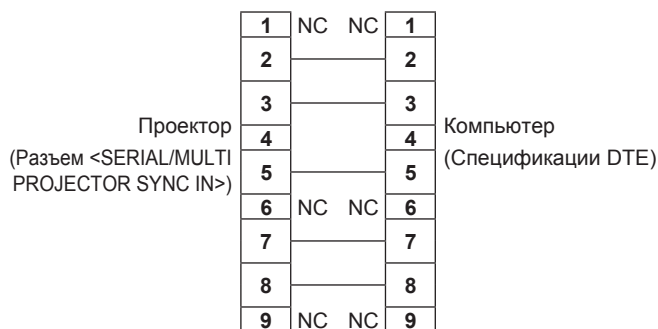 1 NC NC 1
2 2
3 3
Проектор 4 4 Компьютер
(Разъем <SERIAL/MULTI (Спецификации DTE)
PROJECTOR SYNC IN>) 5 5
6 NC NC 6
7 7
8 8
9 NC NC 9